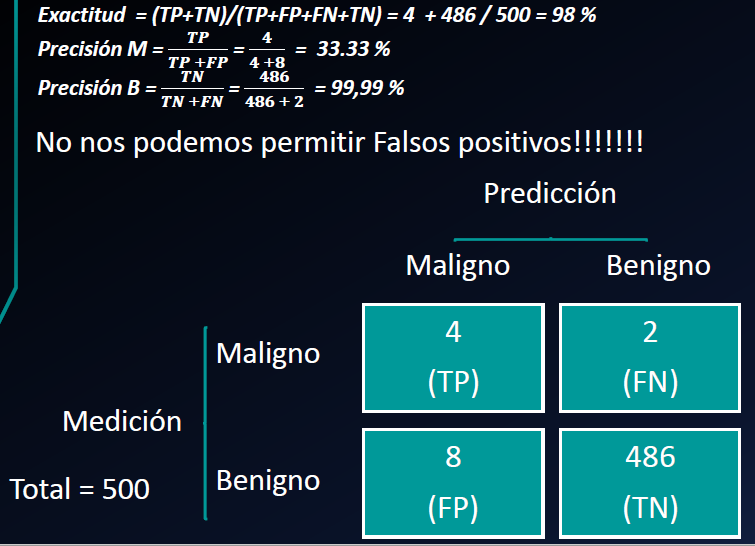 Exactitud = (TP+TN)/(TP+FP+FN+TN) = 4 + 486 / 500 = 98 %
Precisión M = TP / TP +FP = 4 / 4 +8 = 33.33 %
Precisión B = TN / TN +FN = 486 / 486 + 2 = 99,99 %
No nos podemos permitir Falsos positivos!!!!!!!
Predicción
Maligno Benigno
Maligno
4
(TP)
2
(FN)
Medición
Total = 500
Benigno
8
(FP)
486
(TN)